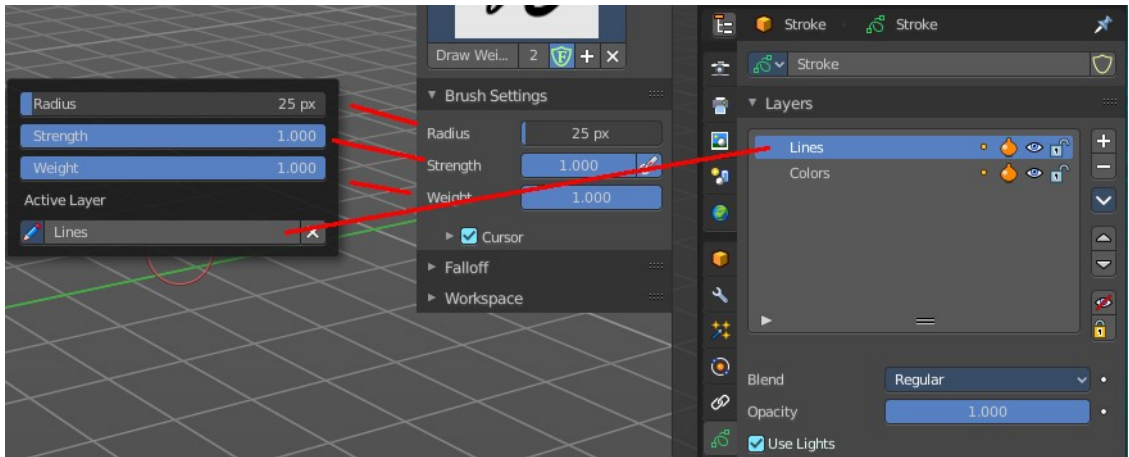 Radius 25 px
Strength 1.000
Weight 1.000
Active Layer
Lines
Draw Wei... 2 F
Brush Settings
Radius 25 px
Strength 1.000
Weight 1.000
Cursor
Falloff
Workspace
Stroke Stroke
Stroke
Layers
Lines
Colors
Blend Regular
Opacity 1.000
Use Lights